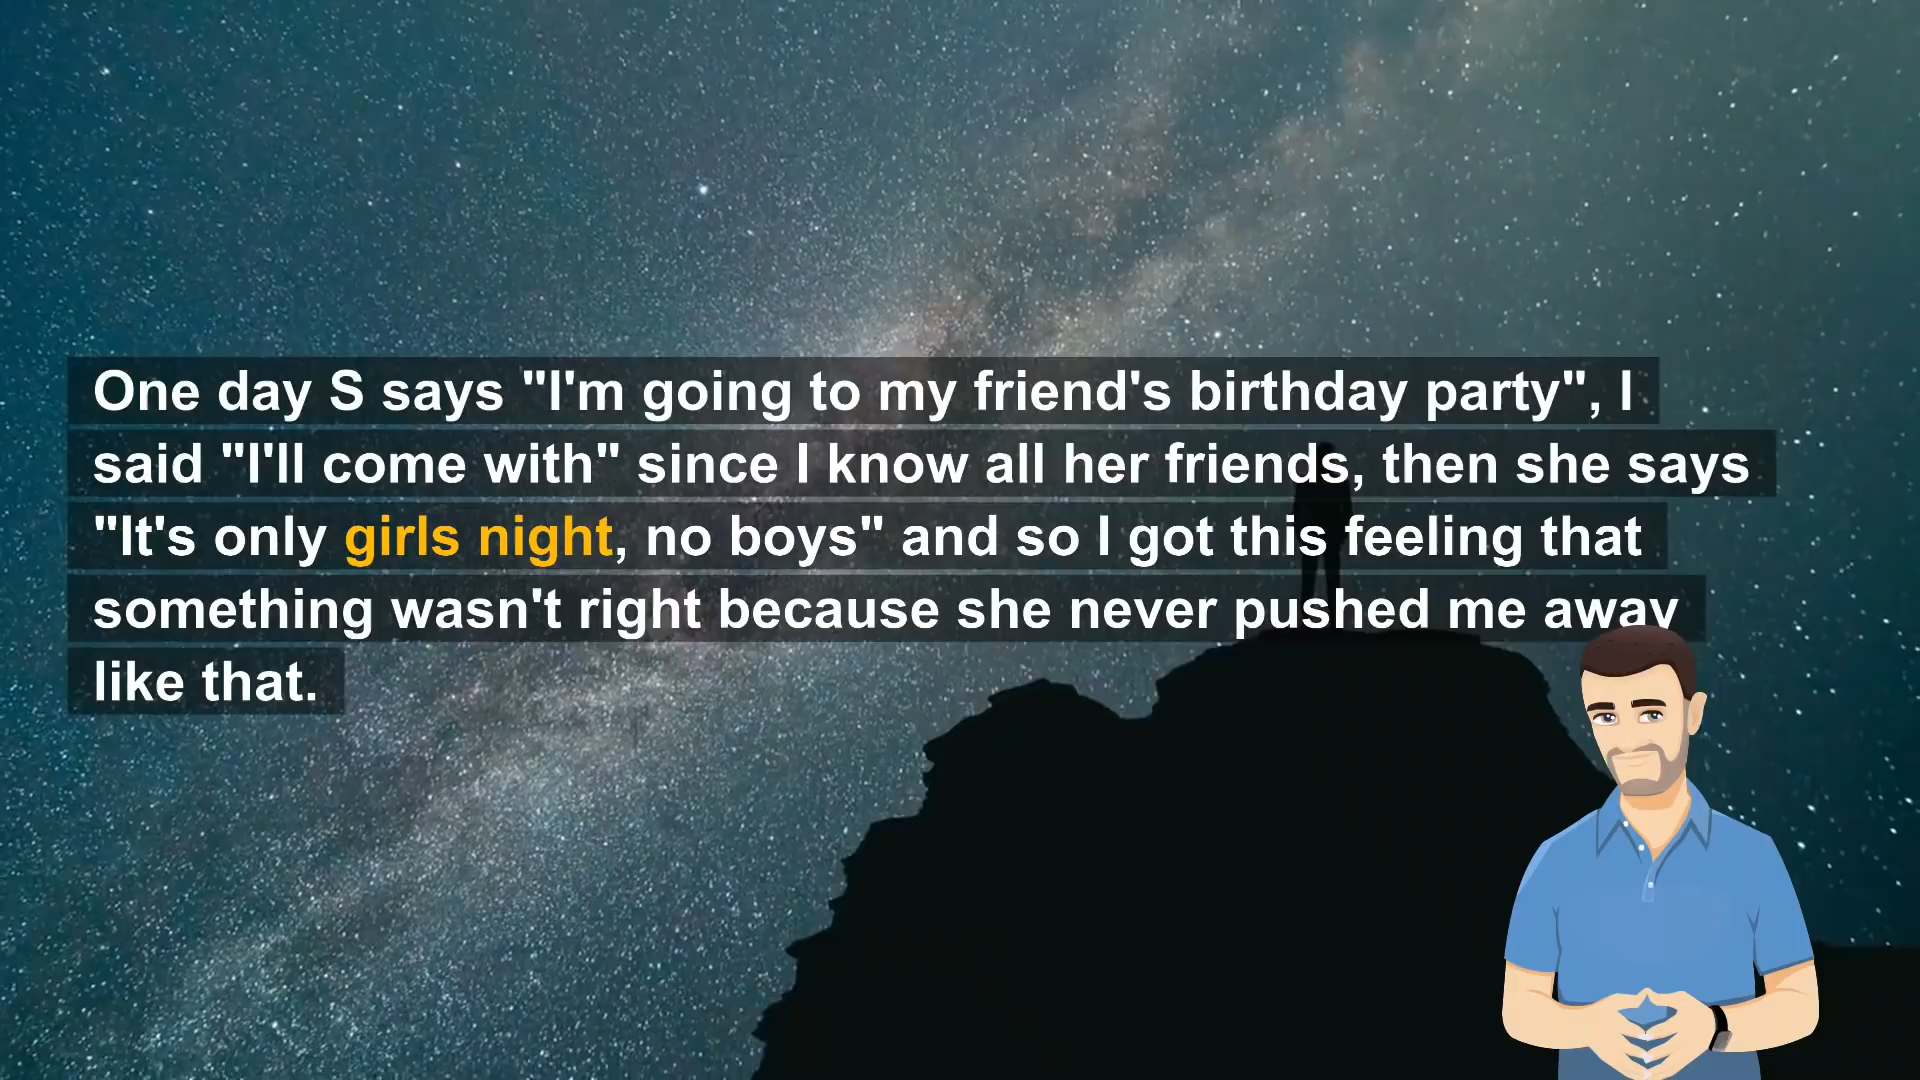 One day S says "I'm going to my friend's birthday party", I
said "I'll come with" since I know all her friends, then she says
"It's only girls night, no boys" and so I got this feeling that
something wasn't right because she never pushed me away
like that.